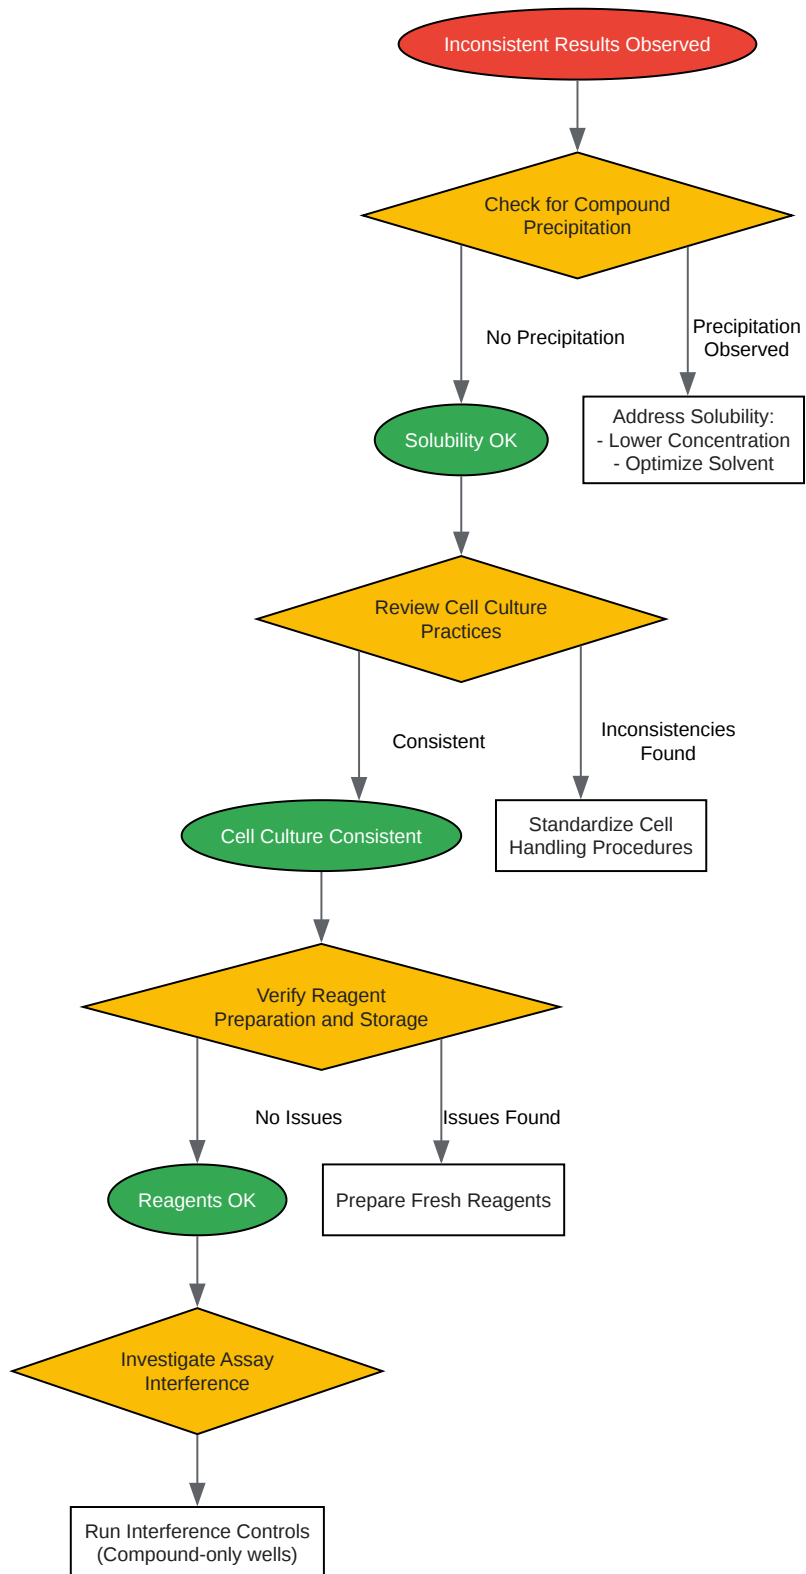 Inconsistent Results Observed
Check for Compound
Precipitation
No Precipitation
Precipitation
Observed
Solubility OK
Address Solubility:
- Lower Concentration
- Optimize Solvent
Review Cell Culture
Practices
Consistent
Inconsistencies
Found
Cell Culture Consistent
Standardize Cell
Handling Procedures
Verify Reagent
Preparation and Storage
No Issues
Issues Found
Reagents OK
Prepare Fresh Reagents
Investigate Assay
Interference
Run Interference Controls
(Compound-only wells)